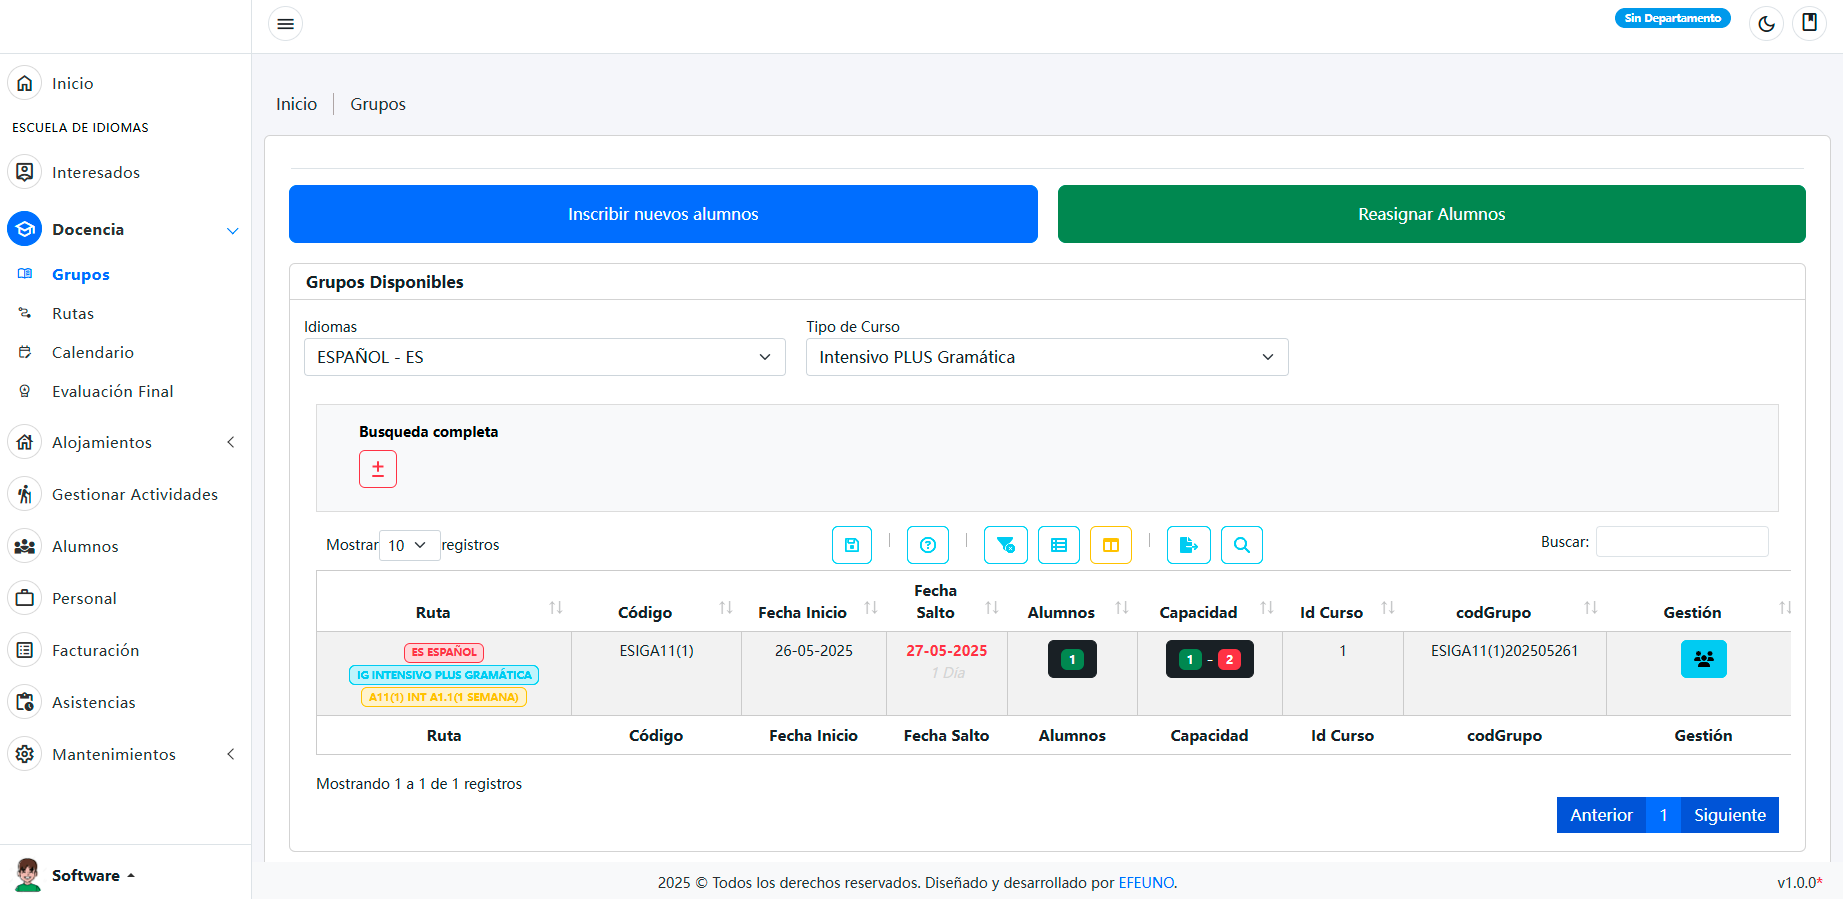 Sin Departamento
Inicio
ESCUELA DE IDIOMAS
Interesados
Docencia
Grupos
Rutas
Calendario
Evaluación Final
Alojamientos
Gestionar Actividades
Alumnos
Personal
Facturación
Asistencias
Mantenimientos
Software
Inicio Grupos
Inscribir nuevos alumnos Reasignar Alumnos
Grupos Disponibles
Idiomas Tipo de Curso
ESPAÑOL - ES Intensivo PLUS Gramática
Busqueda completa
Mostrar 10 registros Buscar:
Ruta Código Fecha Inicio Fecha Salto Alumnos Capacidad Id Curso codGrupo Gestión
ES ESPAÑOL ESIGA11(1) 26-05-2025 27-05-2025 1 1 - 2 1 ESIGA11(1)202505261
IG INTENSIVO PLUS GRAMÁTICA 1 Día
A11(1) INT A1.1(1 SEMANA)
Ruta Código Fecha Inicio Fecha Salto Alumnos Capacidad Id Curso codGrupo Gestión
Mostrando 1 a 1 de 1 registros
Anterior 1 Siguiente
2025 © Todos los derechos reservados. Diseñado y desarrollado por EFEUNO. v1.0.0*